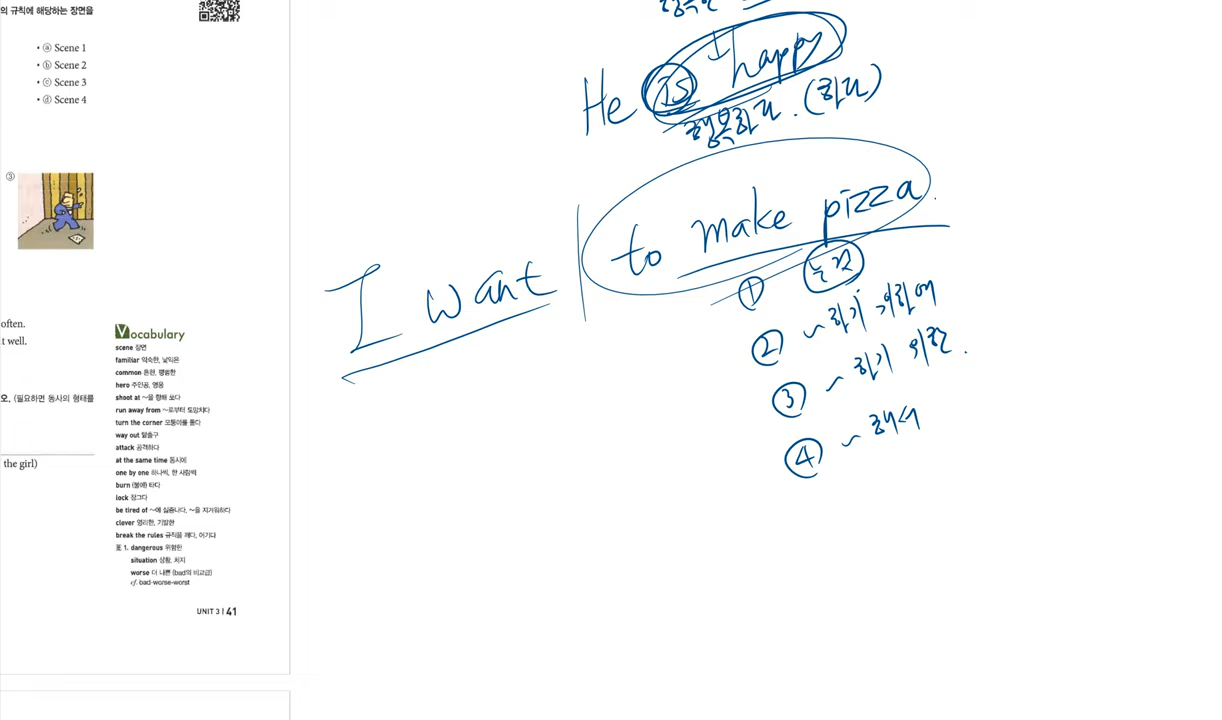 의 규칙에 해당하는 장면을
• ⓐ Scene 1
• ⓑ Scene 2
• ⓒ Scene 3
• ⓓ Scene 4
③
often.
t well.
오. (필요하면 동사의 형태를
the girl)
Vocabulary
scene 장면
familiar 익숙한, 낯익은
common 흔한, 평범한
hero 주인공, 영웅
shoot at ~을 향해 쏘다
run away from ~로부터 도망치다
turn the corner 모퉁이를 돌다
way out 탈출구
attack 공격하다
at the same time 동시에
one by one 하나씩, 한 사람씩
burn (불에) 타다
lock 잠그다
be tired of ~에 싫증나다, ~을 지겨워하다
clever 영리한, 기발한
break the rules 규칙을 깨다, 어기다
표 1. dangerous 위험한
situation 상황, 처지
worse 더 나쁜 (bad의 비교급)
cf. bad-worse-worst
UNIT 3 | 41
He is happy
행복하다. (하다)
I want to make pizza.
①
② ~하기 위함에
③ ~하기 위한.
④ ~해서